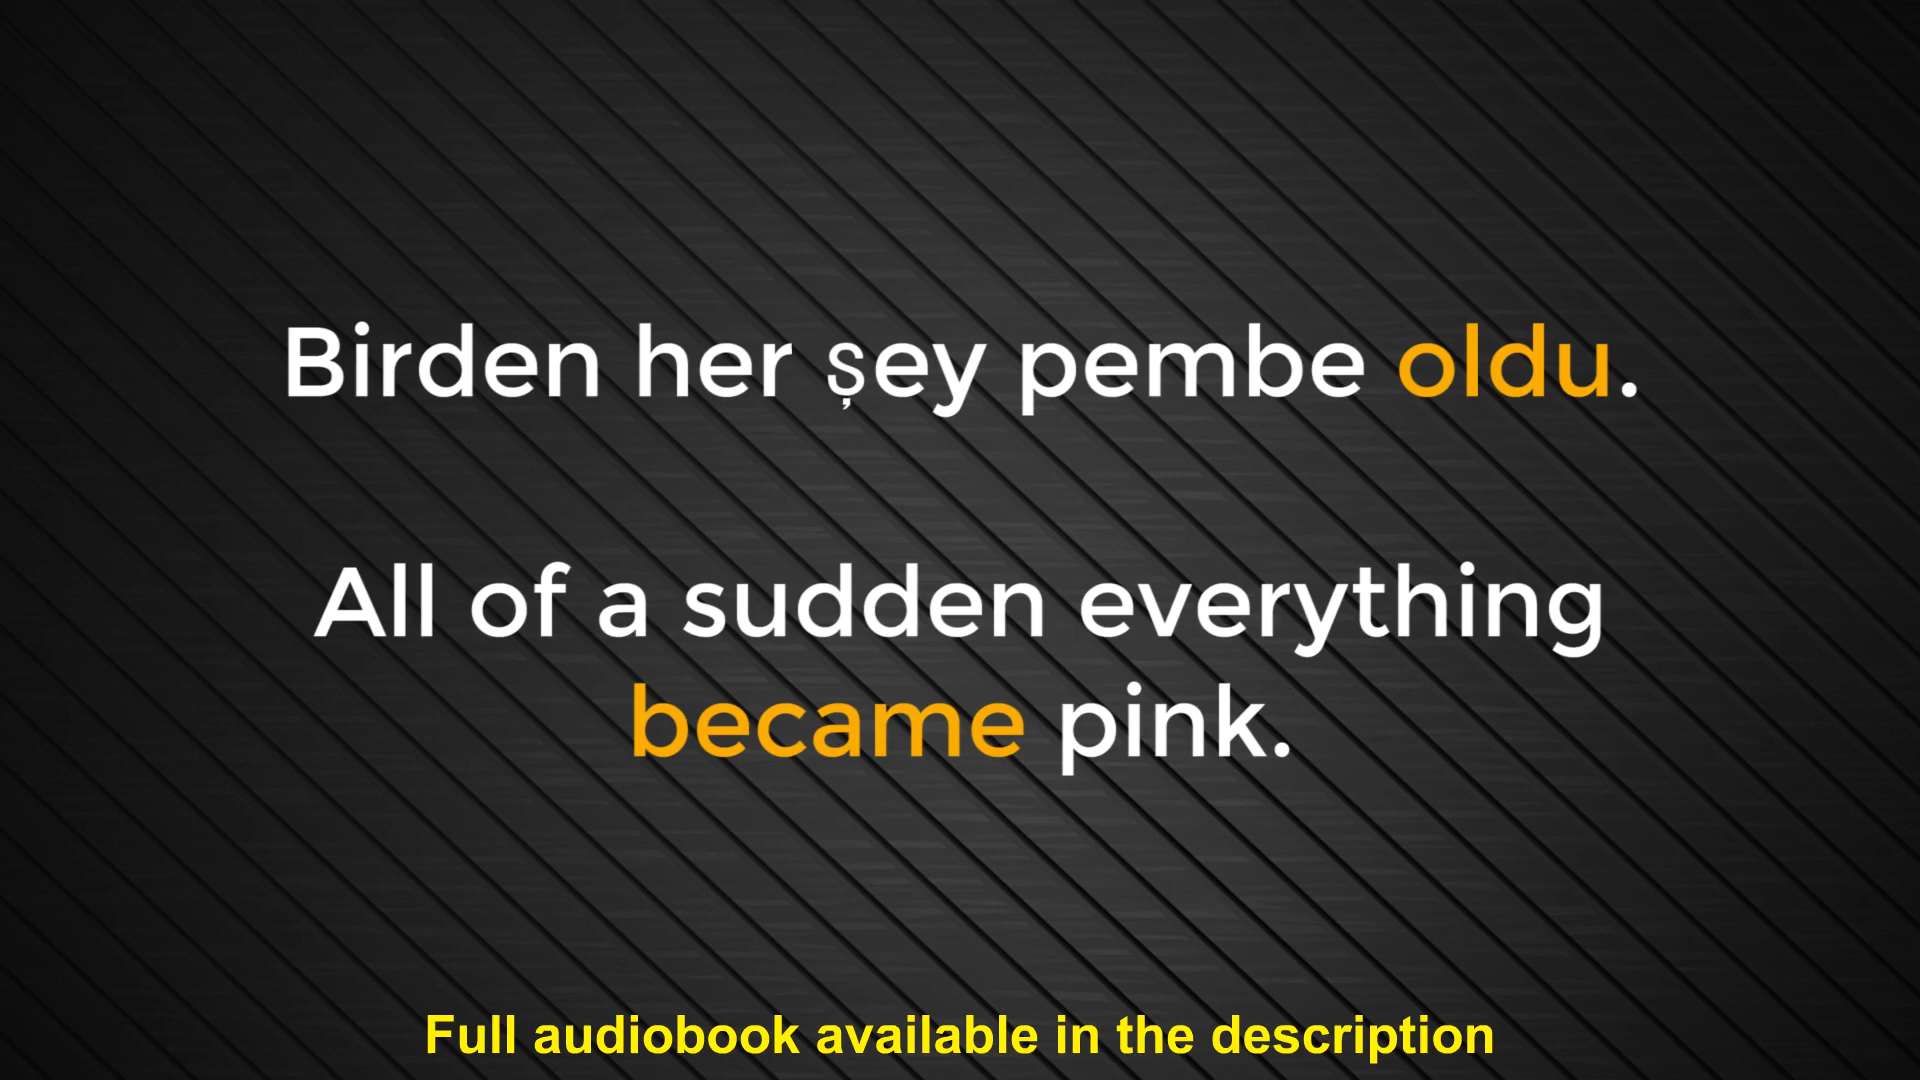 Birden her şey pembe oldu.
All of a sudden everything
became pink.
Full audiobook available in the description